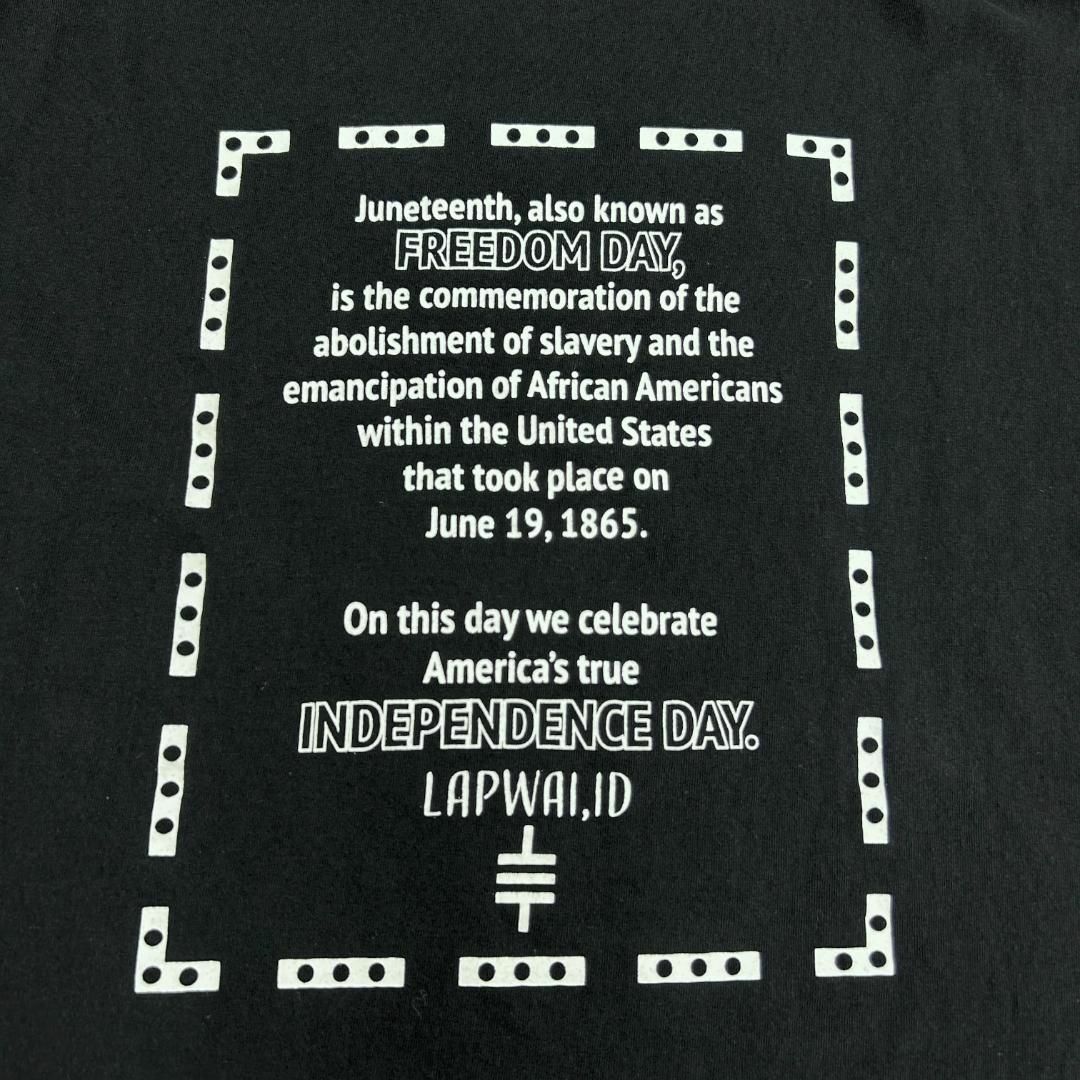 Juneteenth, also known as
FREEDOM DAY,
is the commemoration of the
abolishment of slavery and the
emancipation of African Americans
within the United States
that took place on
June 19, 1865.
On this day we celebrate
America's true
INDEPENDENCE DAY.
LAPWAI,ID